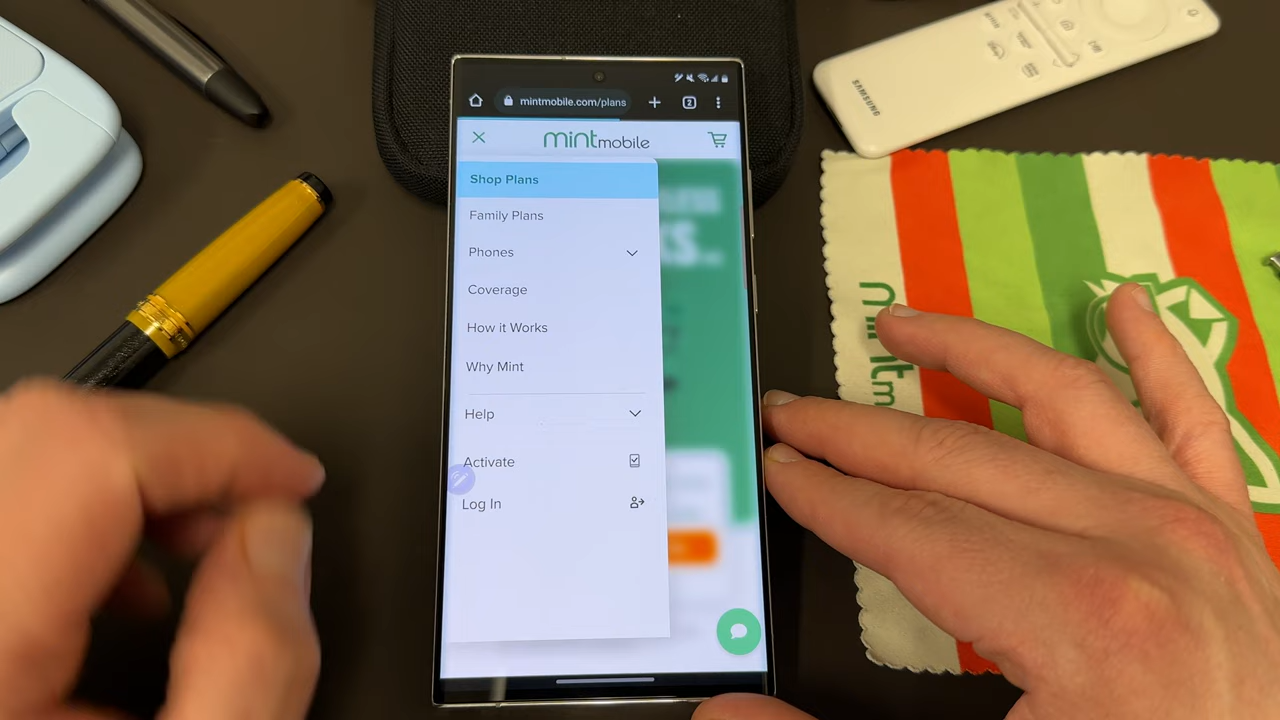 SAMSUNG
mintmobile.com/plans
2
mintmobile
Shop Plans
Family Plans
Phones
Coverage
How it Works
Why Mint
Help
Activate
Log In